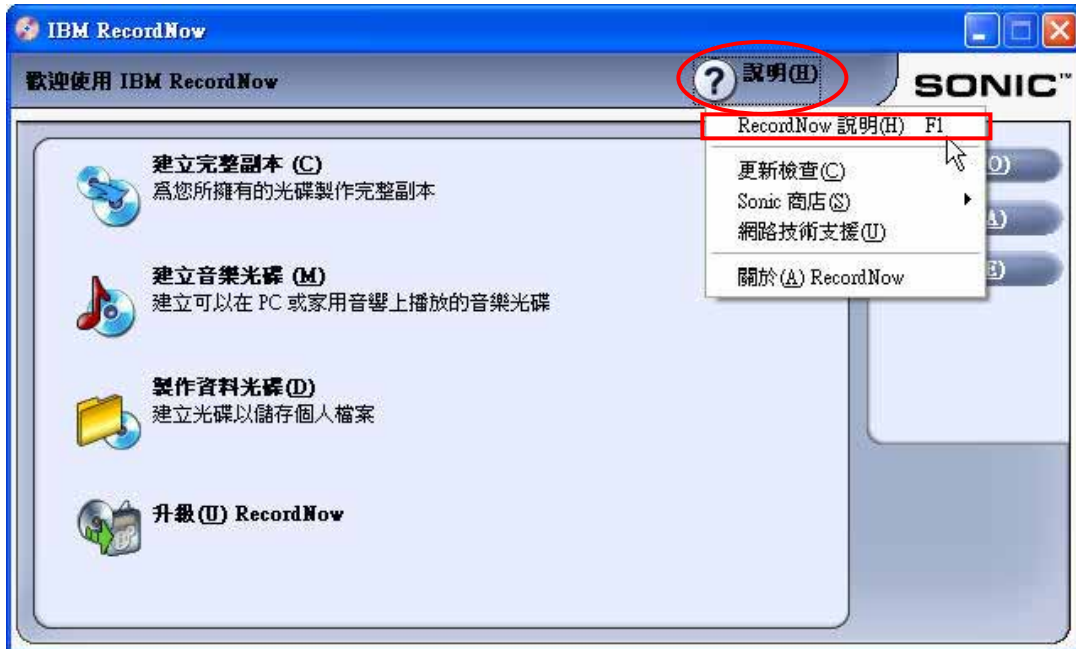 IBM RecordNow
歡迎使用 IBM RecordNow
說明(H)
SONIC™
RecordNow 說明(H) F1
更新檢查(C)
Sonic 商店(S)
網路技術支援(U)
關於(A) RecordNow
O)
A)
E)
建立完整副本 (C)
爲您所擁有的光碟製作完整副本
建立音樂光碟 (M)
建立可以在 PC 或家用音響上播放的音樂光碟
製作資料光碟(D)
建立光碟以儲存個人檔案
升級(U) RecordNow